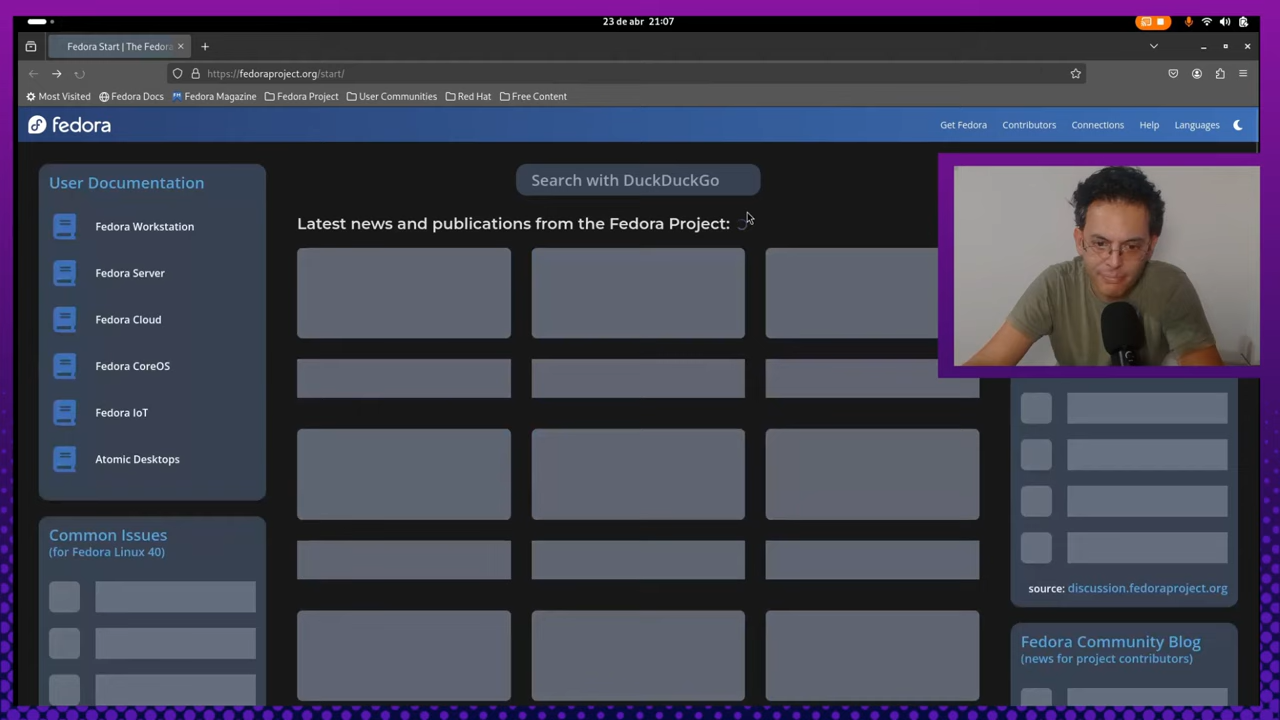 23 de abr 21:07
Fedora Start | The Fedora
https://fedoraproject.org/start/
Most Visited Fedora Docs Fedora Magazine Fedora Project User Communities Red Hat Free Content
fedora
Get Fedora Contributors Connections Help Languages
User Documentation
Fedora Workstation
Fedora Server
Fedora Cloud
Fedora CoreOS
Fedora IoT
Atomic Desktops
Common Issues
(for Fedora Linux 40)
Search with DuckDuckGo
Latest news and publications from the Fedora Project:
source: discussion.fedoraproject.org
Fedora Community Blog
(news for project contributors)